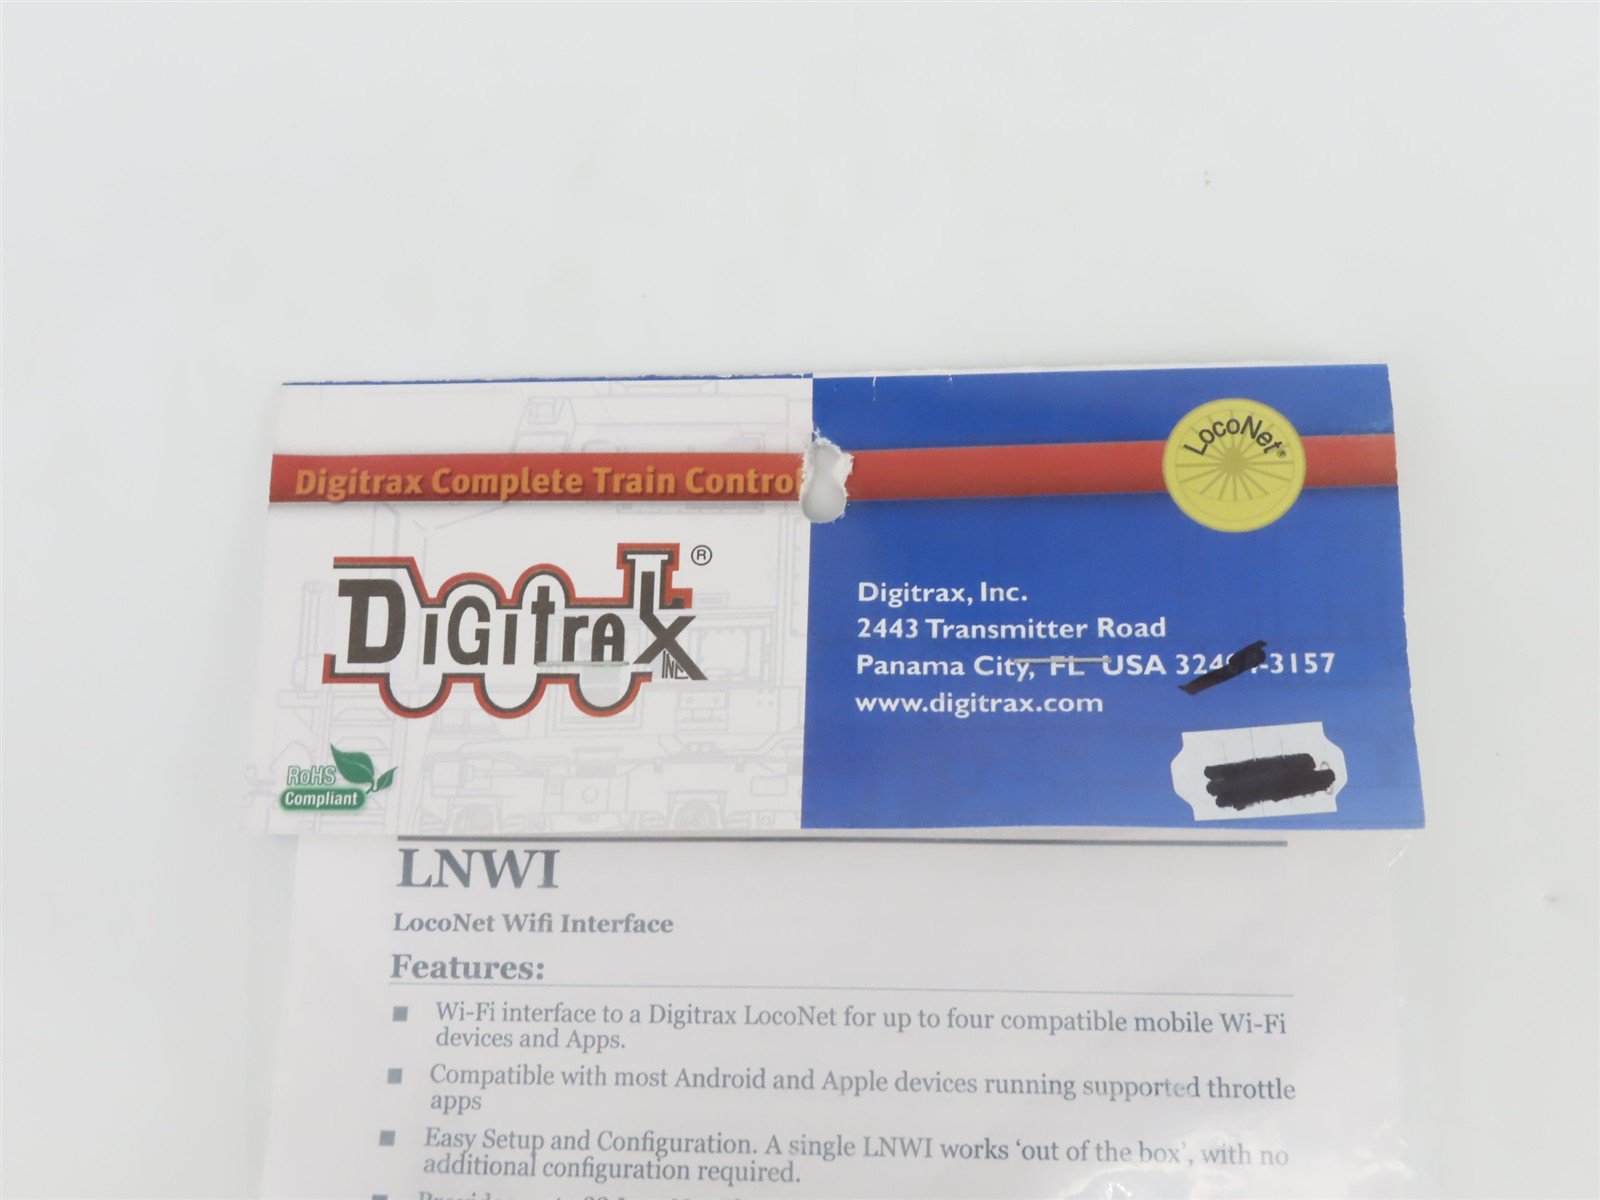 Digitrax Complete Train Contro
DIGITRAX ®
INC
RoHS
Compliant
LocoNet®
Digitrax, Inc.
2443 Transmitter Road
Panama City, FL USA
www.digitrax.com
LNWI
LocoNet Wifi Interface
Features:
■ Wi-Fi interface to a Digitrax LocoNet for up to four compatible mobile Wi-Fi
devices and Apps.
■ Compatible with most Android and Apple devices running supported throttle
apps
■ Easy Setup and Configuration. A single LNWI works ‘out of the box’, with no
additional configuration required.